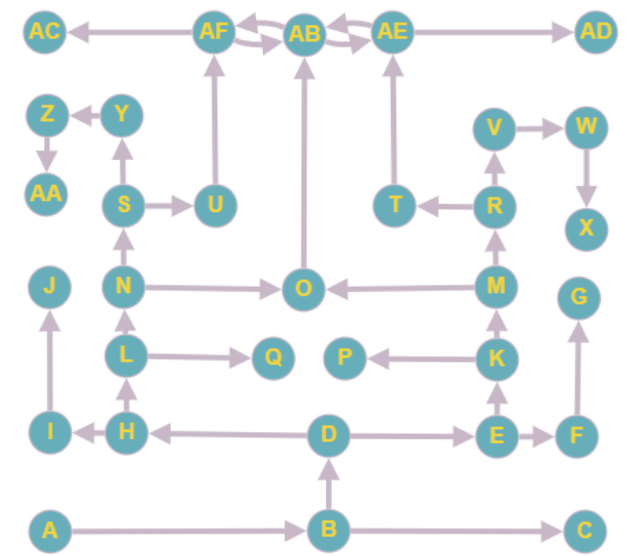 AC AF AB AE AD
Z Y V W
AA S U T R X
J N O M G
L Q P K
I H D E F
A B C